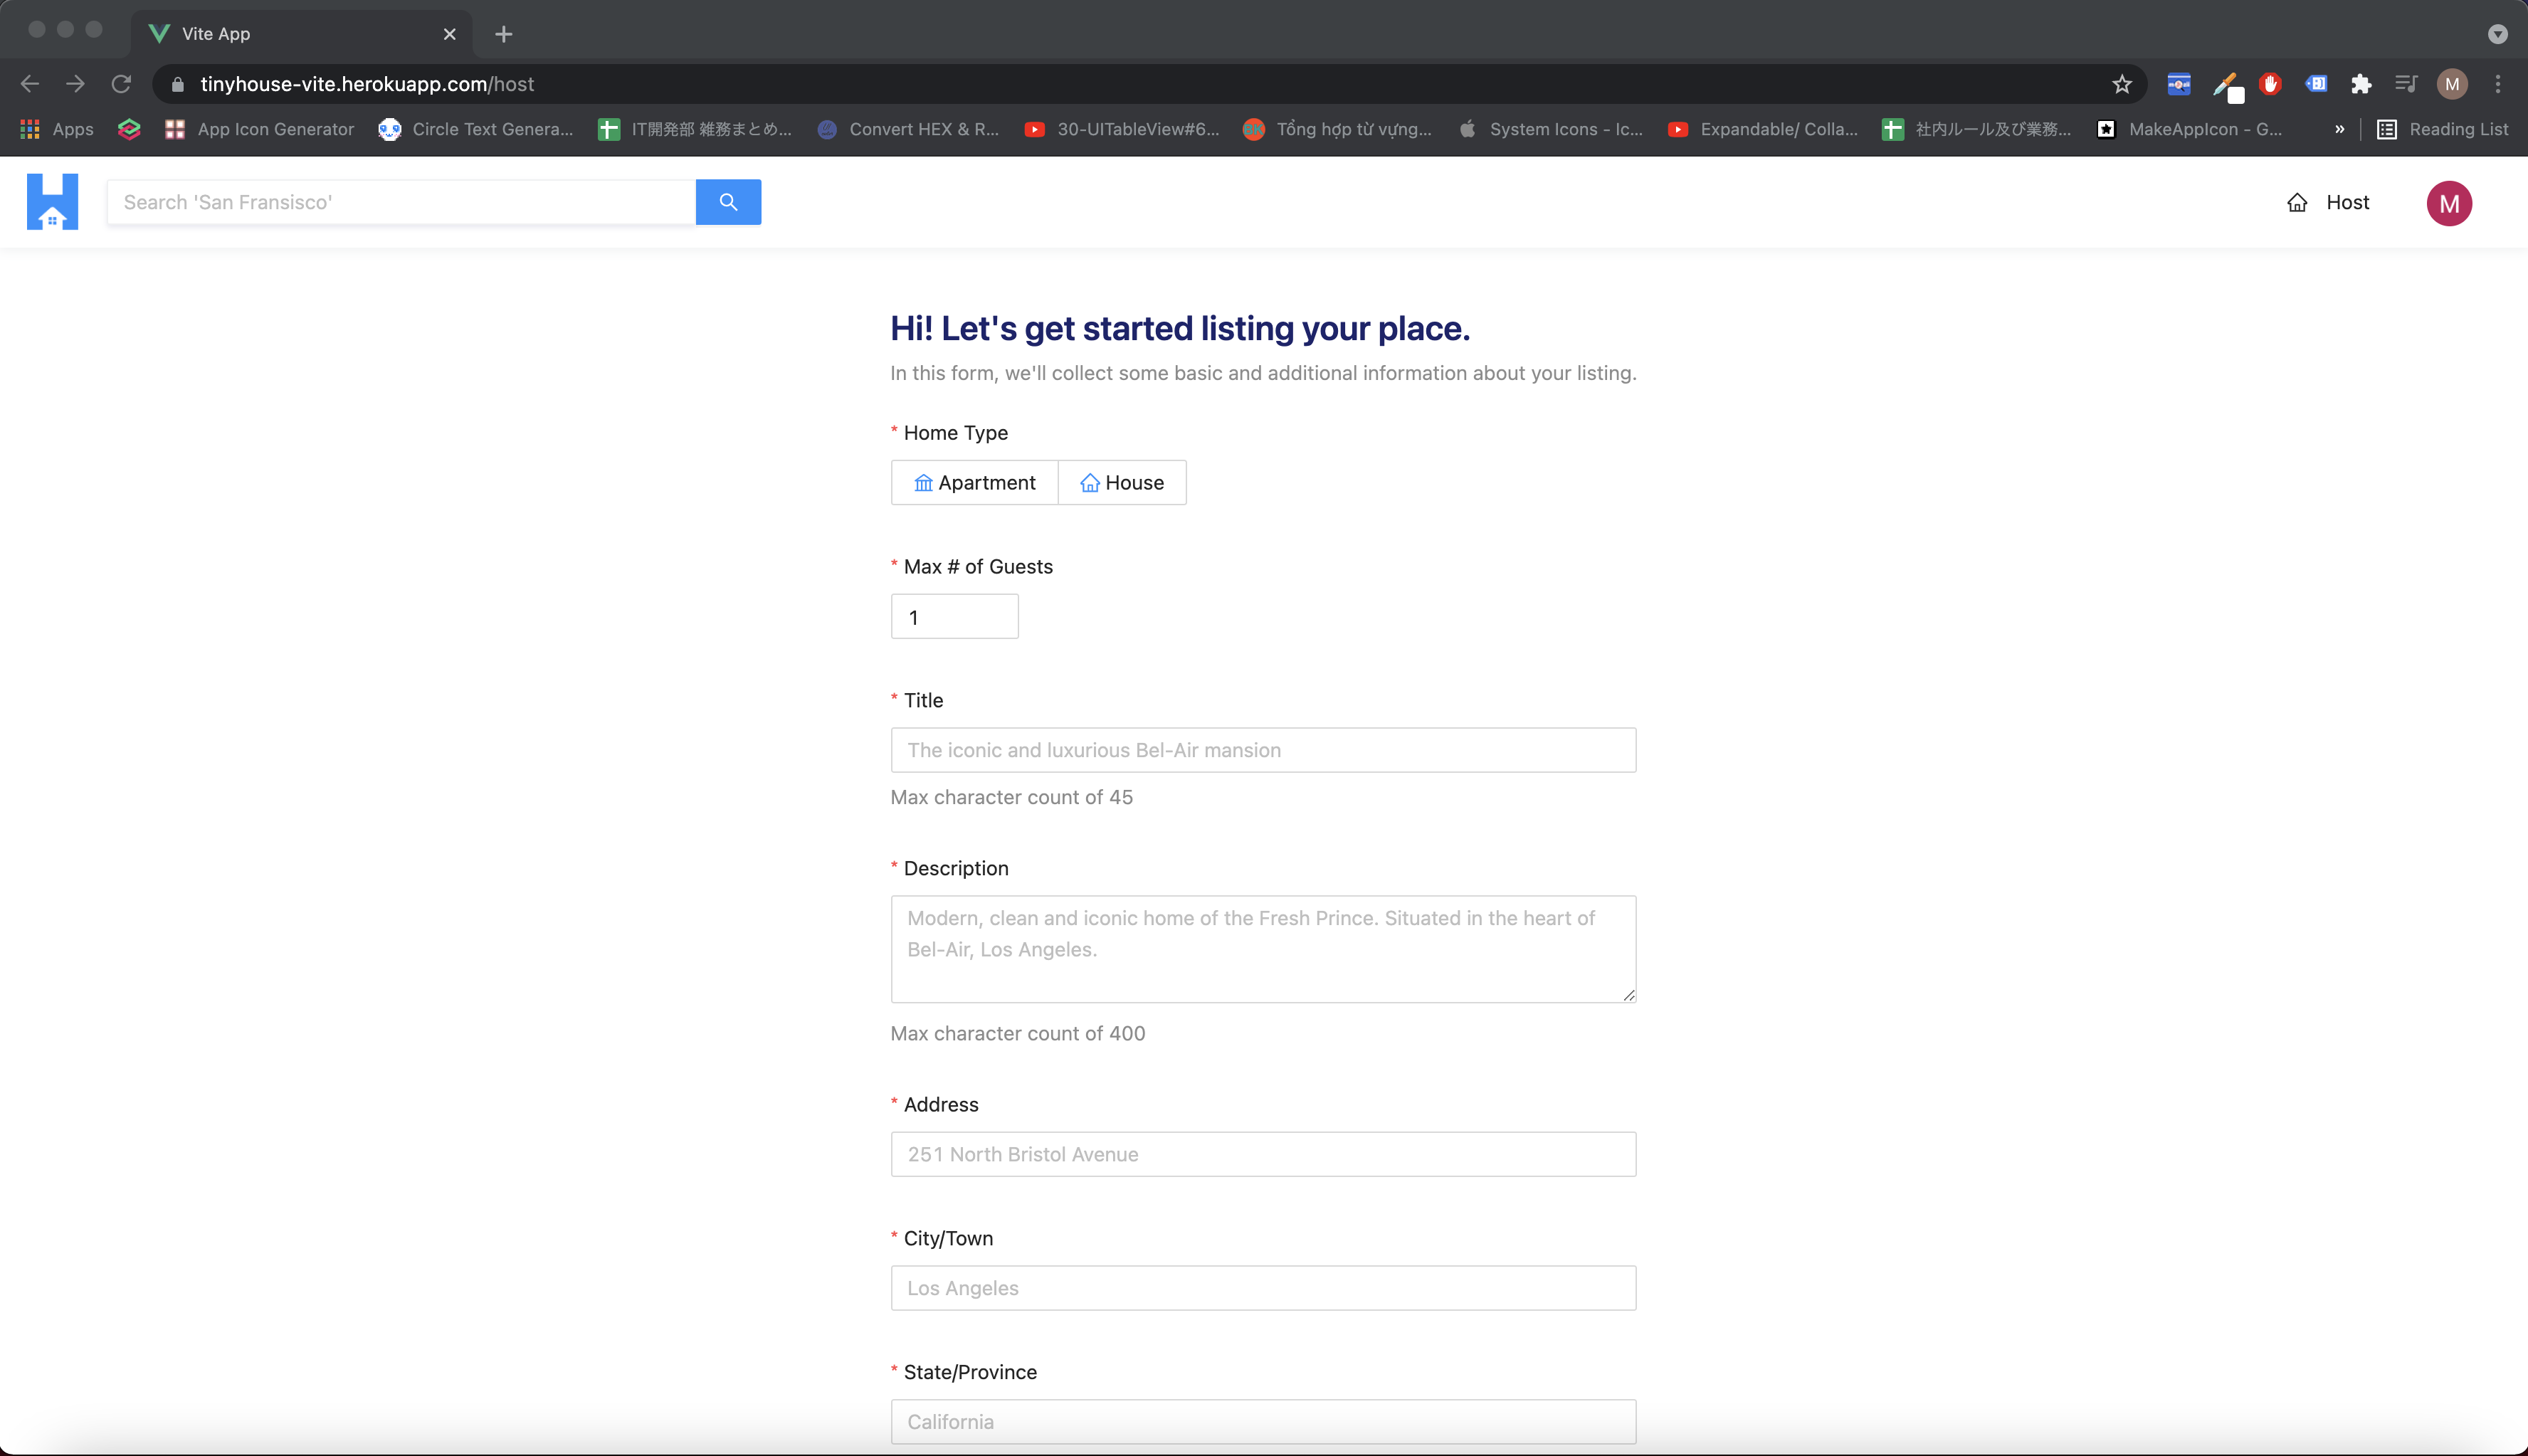 Vite App
tinyhouse-vite.herokuapp.com/host
M
Apps
App Icon Generator
Circle Text Genera...
IT開発部 雑務まとめ...
Convert HEX & R...
30-UITableView#6...
Tổng hợp từ vựng...
System Icons - Ic...
Expandable/ Colla...
社内ルール及び業務...
MakeAppIcon - G...
»
Reading List
Search 'San Fransisco'
Host
M
Hi! Let's get started listing your place.
In this form, we'll collect some basic and additional information about your listing.
* Home Type
Apartment
House
* Max # of Guests
1
* Title
The iconic and luxurious Bel-Air mansion
Max character count of 45
* Description
Modern, clean and iconic home of the Fresh Prince. Situated in the heart of
Bel-Air, Los Angeles.
Max character count of 400
* Address
251 North Bristol Avenue
* City/Town
Los Angeles
* State/Province
California